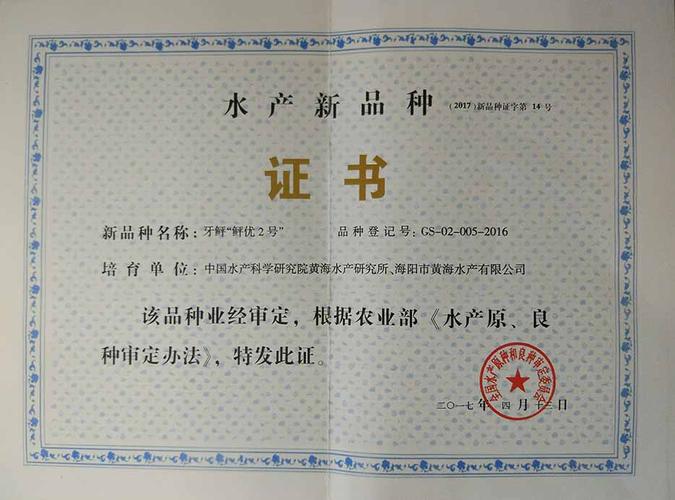 水产新品种 (2017)新品种证字第 14 号
证书
新品种名称：牙鲆“鲆优2号” 品种登记号：GS-02-005-2016
培育单位：中国水产科学研究院黄海水产研究所、海阳市黄海水产有限公司
该品种业经审定，根据农业部《水产原、良
种审定办法》，特发此证。
全国水产原种和良种审定委员会
二〇一七年 四月十三日